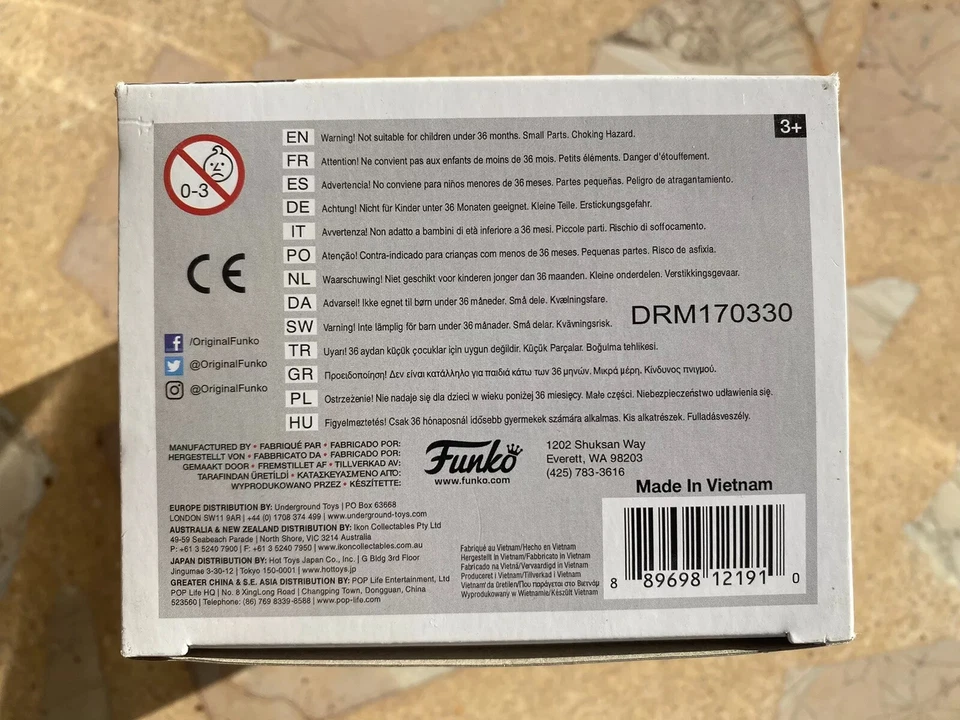 3+
0-3
EN Warning! Not suitable for children under 36 months. Small Parts. Choking Hazard.
FR Attention! Ne convient pas aux enfants de moins de 36 mois. Petits éléments. Danger d'étouffement.
ES Advertencia! No conviene para niños menores de 36 meses. Partes pequeñas. Peligro de atragantamiento.
DE Achtung! Nicht für Kinder unter 36 Monaten geeignet. Kleine Teile. Erstickungsgefahr.
IT Avvertenza! Non adatto a bambini di età inferiore a 36 mesi. Piccole parti. Rischio di soffocamento.
PO Atenção! Contra-indicado para crianças com menos de 36 meses. Pequenas partes. Risco de asfixia.
NL Waarschuwing! Niet geschikt voor kinderen jonger dan 36 maanden. Kleine onderdelen. Verstikkingsgevaar.
DA Advarsel! Ikke egnet til børn under 36 måneder. Små dele. Kvælningsfare.
SW Varning! Inte lämplig för barn under 36 månader. Små delar. Kvävningsrisk.
TR Uyarı! 36 aydan küçük çocuklar için uygun değildir. Küçük Parçalar. Boğulma tehlikesi.
GR Προειδοποίηση! Δεν είναι κατάλληλο για παιδιά κάτω των 36 μηνών. Μικρά μέρη. Κίνδυνος πνιγμού.
PL Ostrzeżenie! Nie nadaje się dla dzieci w wieku poniżej 36 miesięcy. Małe części. Niebezpieczeństwo udławienia się.
HU Figyelmeztetés! Csak 36 hónaposnál idősebb gyermekek számára alkalmas. Kis alkatrészek. Fulladásveszély.
CE
DRM170330
/OriginalFunko
@OriginalFunko
@OriginalFunko
MANUFACTURED BY • FABRIQUÉ PAR • FABRICADO POR:
HERGESTELLT VON • FABBRICATO DA • FABRICADO POR:
GEMAAKT DOOR • FREMSTILLET AF • TILLVERKAD AV:
TARAFINDAN ÜRETİLDİ • ΚΑΤΑΣΚΕΥΑΣΜΕΝΟ ΑΠΟ:
WYPRODUKOWANO PRZEZ • KÉSZÍTETTE:
Funko
www.funko.com
1202 Shuksan Way
Everett, WA 98203
(425) 783-3616
Made In Vietnam
EUROPE DISTRIBUTION BY: Underground Toys | PO BOX 63668
LONDON SW11 9AR | +44 (0) 1708 374 499 | www.underground-toys.com
AUSTRALIA & NEW ZEALAND DISTRIBUTION BY: Ikon Collectables Pty Ltd
49-59 Seabeach Parade | North Shore, VIC 3214 Australia
P: +61 3 5240 7900 | F: +61 3 5240 7950 | www.ikoncollectables.com.au
JAPAN DISTRIBUTION BY: Hot Toys Japan Co., Inc. | G Bldg 3rd Floor
Jingumae 3-30-12 | Tokyo 150-0001 | www.hottoys.jp
GREATER CHINA & S.E. ASIA DISTRIBUTION BY: POP Life Entertainment, Ltd
POP Life HQ | No. 8 XingLong Road | Changping Town, Dongguan, China
523560 | Telephone: (86) 769 8339-8588 | www.pop-life.com
Fabriqué au Vietnam/Hecho en Vietnam
Hergestellt in Vietnam/Fabbricato in Vietnam
Fabricado na Vietnã/Vervaardigd in Vietnam
Produceret i Vietnam/Tillverkad i Vietnam
Vietnam'da üretilen/Που παράγεται στο Βιετνάμ
Wyprodukowany w Wietnamie/Készült Vietnam
8 89698 12191 0